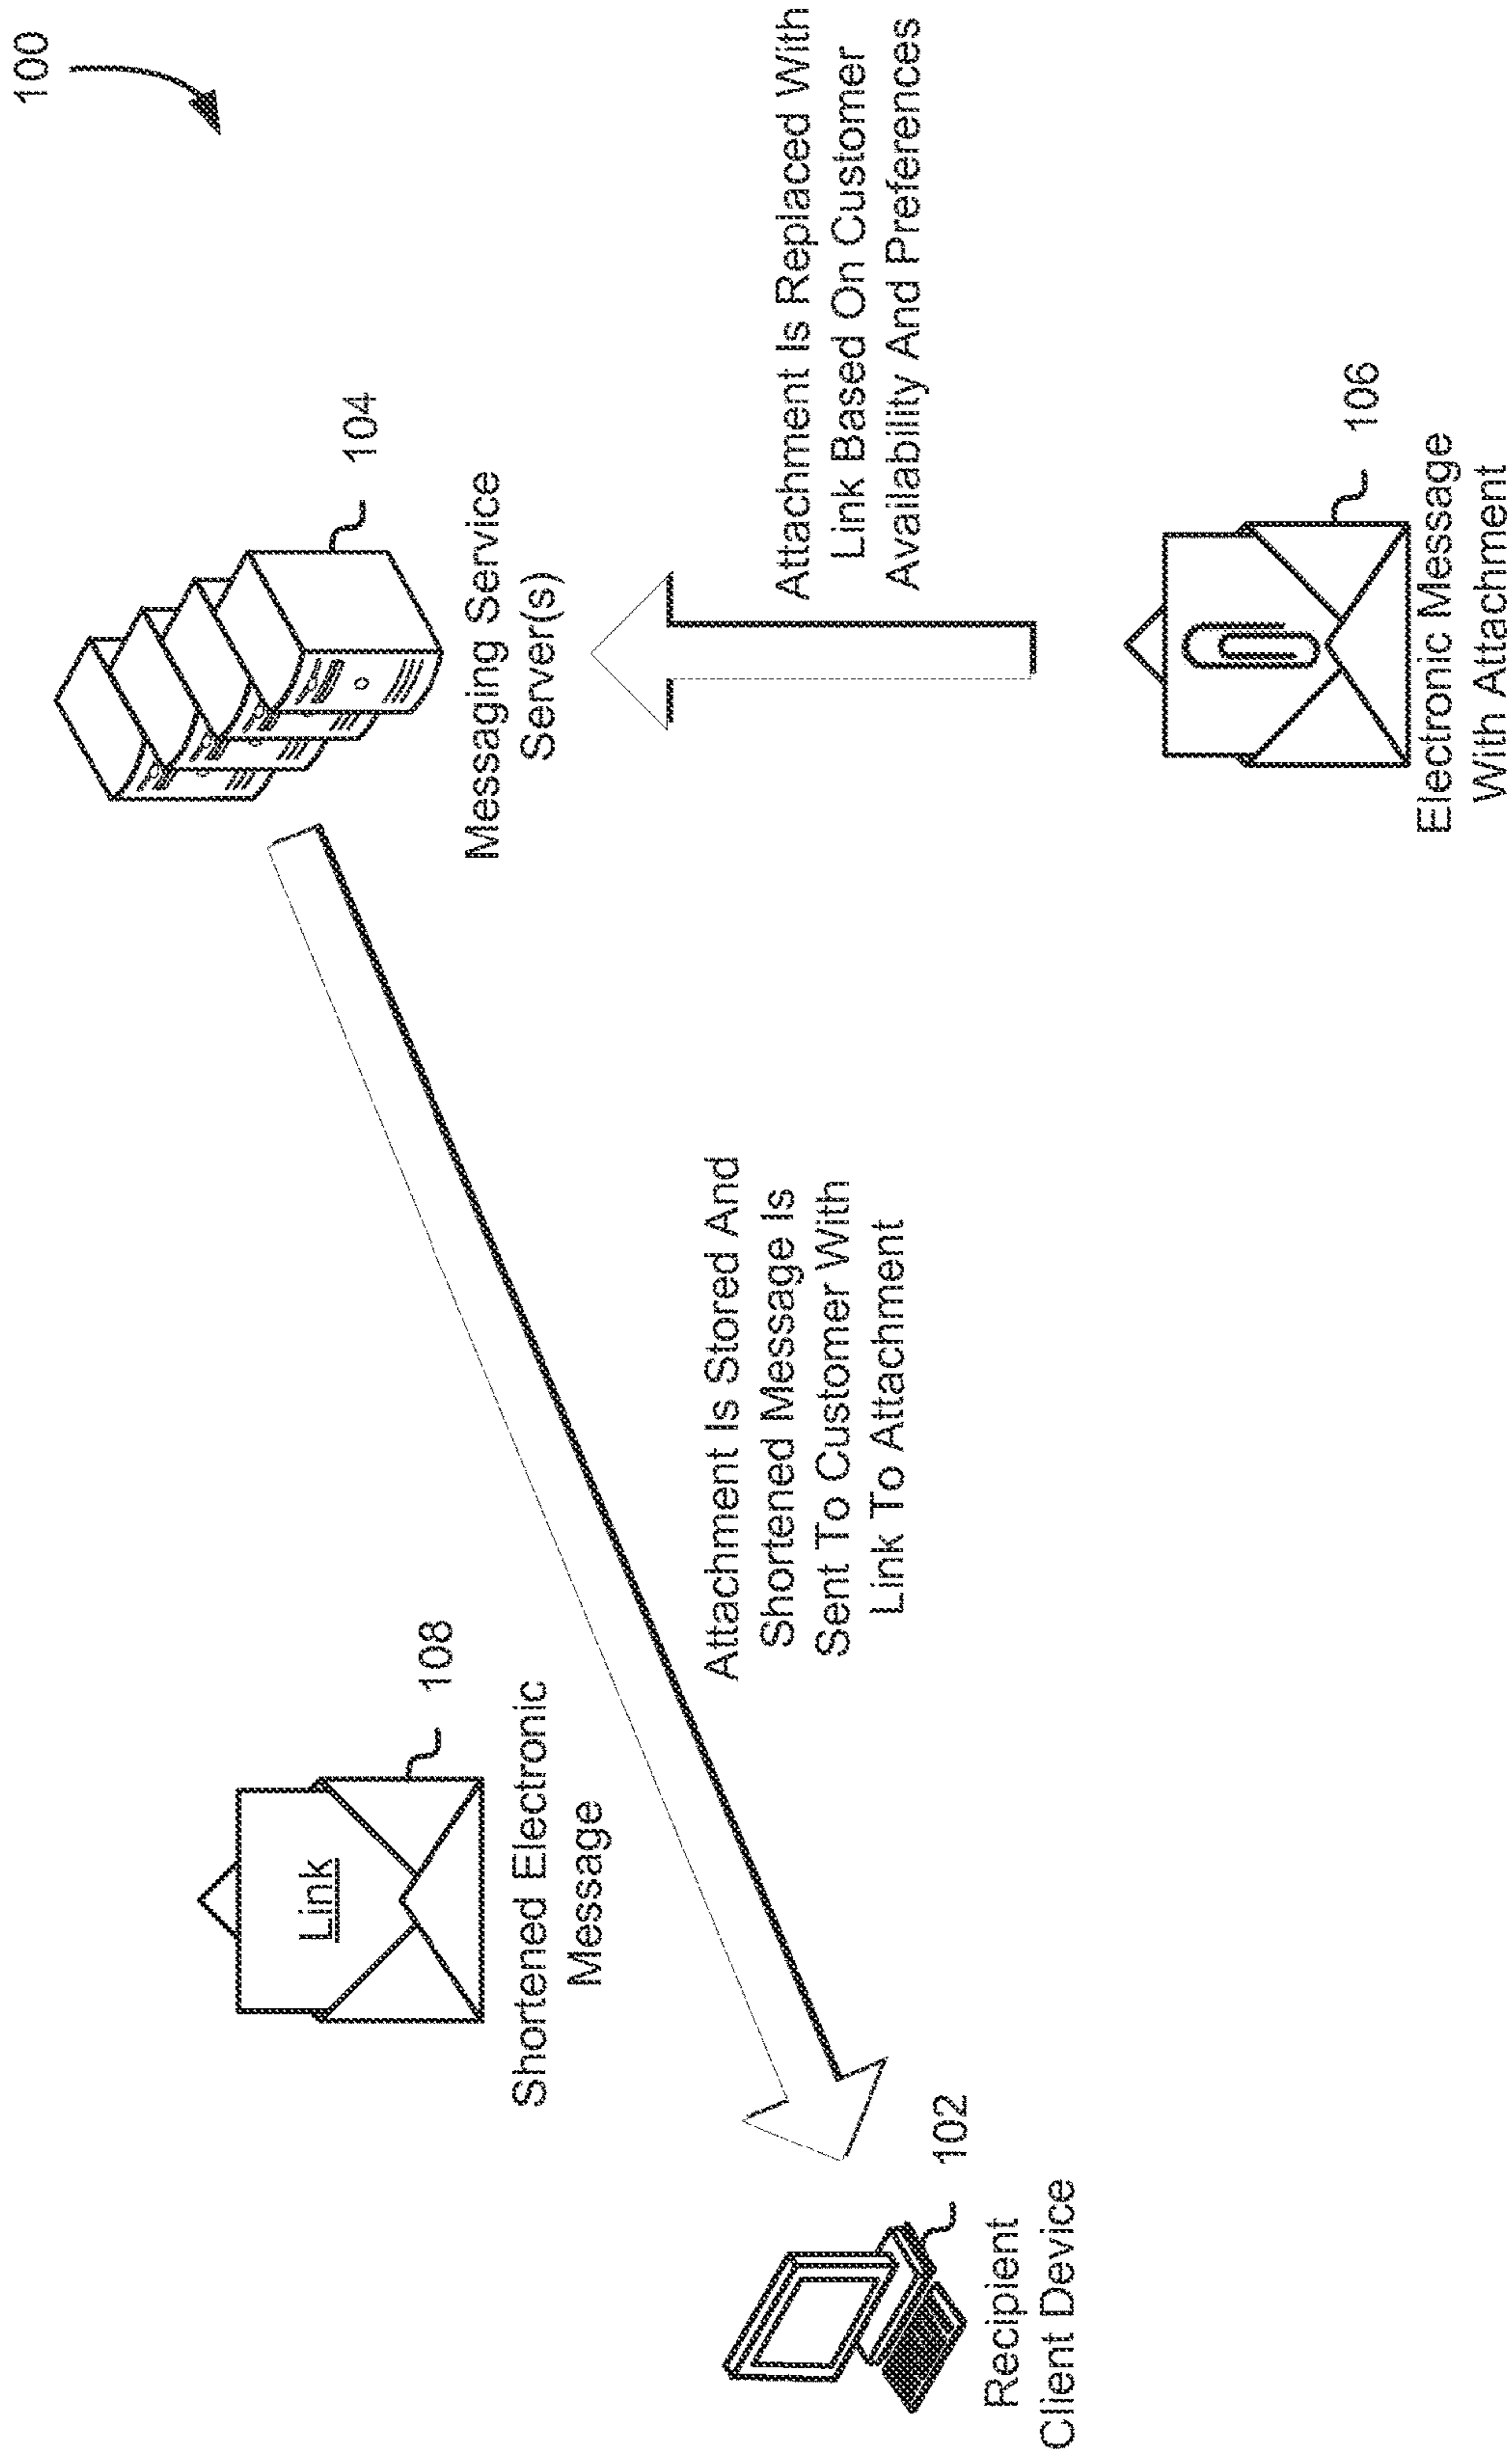 100
Link
108
Shortened Electronic
Message
104
Messaging Service
Server(s)
Attachment Is Stored And
Shortened Message Is
Sent To Customer With
Link To Attachment
Attachment Is Replaced With
Link Based On Customer
Availability And Preferences
102
Recipient
Client Device
106
Electronic Message
With Attachment